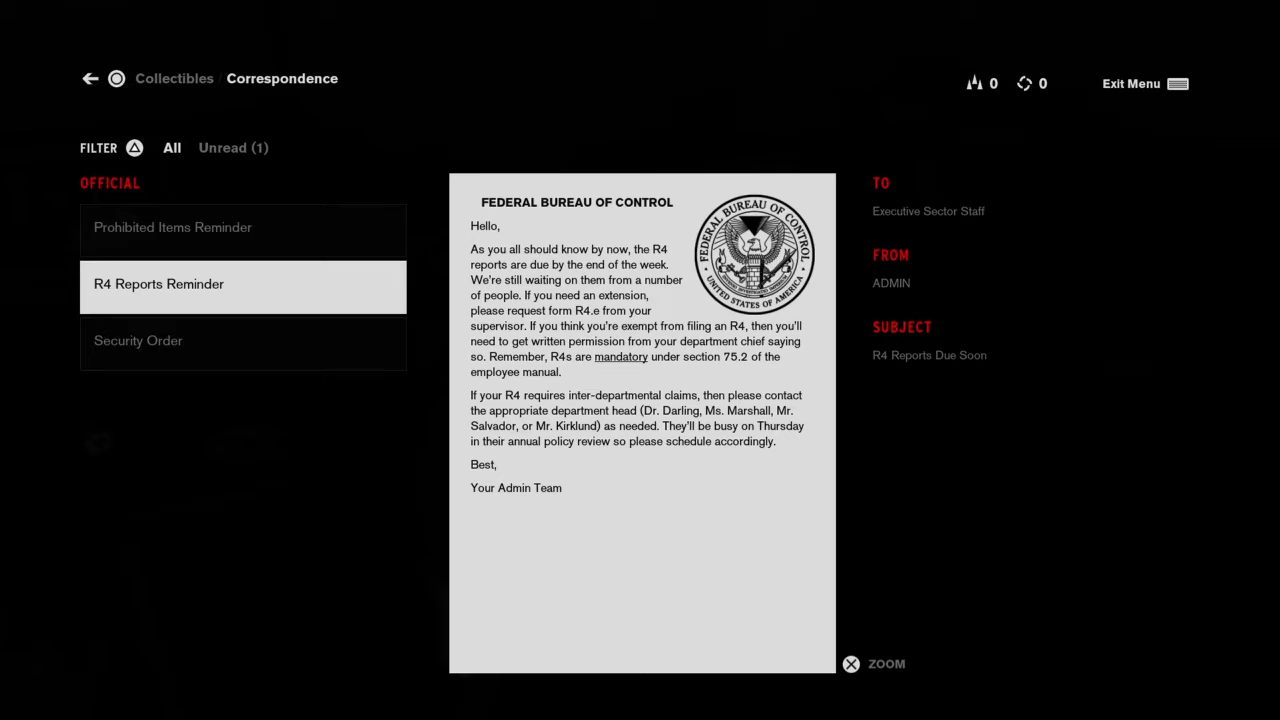 Collectibles / Correspondence
0 0 Exit Menu
FILTER All Unread (1)
OFFICIAL
Prohibited Items Reminder
R4 Reports Reminder
Security Order
FEDERAL BUREAU OF CONTROL
Hello,
As you all should know by now, the R4
reports are due by the end of the week.
We're still waiting on them from a number
of people. If you need an extension,
please request form R4.e from your
supervisor. If you think you're exempt from filing an R4, then you'll
need to get written permission from your department chief saying
so. Remember, R4s are mandatory under section 75.2 of the
employee manual.
If your R4 requires inter-departmental claims, then please contact
the appropriate department head (Dr. Darling, Ms. Marshall, Mr.
Salvador, or Mr. Kirklund) as needed. They'll be busy on Thursday
in their annual policy review so please schedule accordingly.
Best,
Your Admin Team
FEDERAL BUREAU OF CONTROL
UNITED STATES OF AMERICA
TO
Executive Sector Staff
FROM
ADMIN
SUBJECT
R4 Reports Due Soon
ZOOM